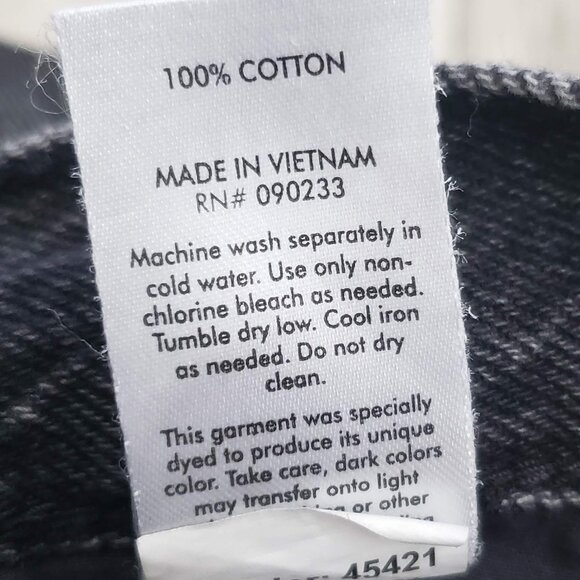 100% COTTON
MADE IN VIETNAM
RN# 090233
Machine wash separately in
cold water. Use only non-
chlorine bleach as needed.
Tumble dry low. Cool iron
as needed. Do not dry
clean.
This garment was specially
dyed to produce its unique
color. Take care, dark colors
may transfer onto light
or other
45421